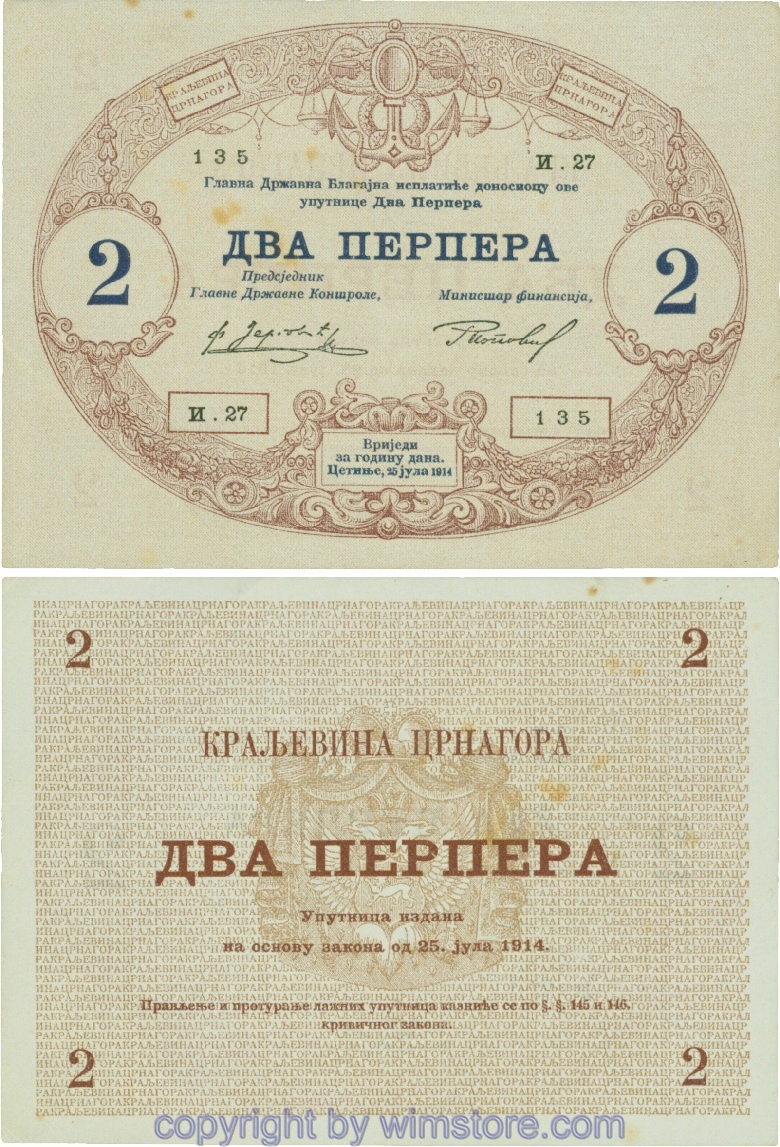 КРАЉЕВИНА
ЦРНАГОРА
КРАЉЕВИНА
ЦРНАГОРА
135 И.27
Главна Државна Благајна исплатиће доносиоцу ове
упутнице Два Перпера
2 ДВА ПЕРПЕРА 2
Предсједник
Главне Државне Контроле, Министар финансија,
И.27 135
Вриједи
за годину дана.
Цетиње, 25 јула 1914
2 2
КРАЉЕВИНА ЦРНАГОРА
ДВА ПЕРПЕРА
Упутница издана
на основу закона од 25. јула 1914.
Прављење и протурање лажних упутница казниће се по §. §. 145 и 146.
кривичног закона.
2 2
copyright by wimstore.com